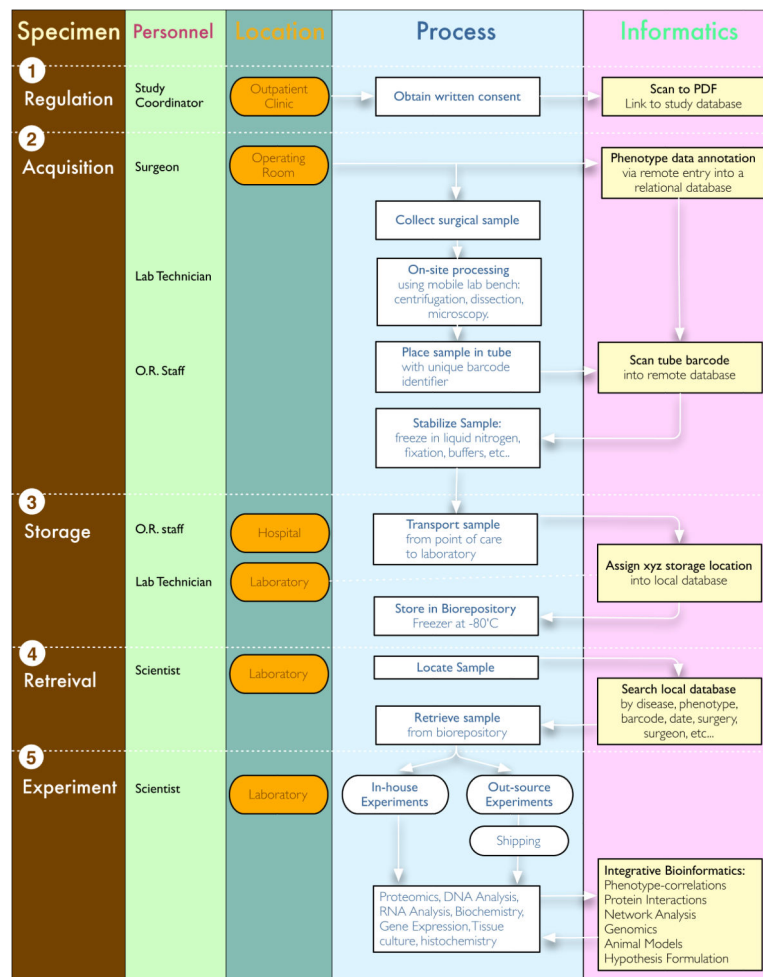 Specimen Personnel Location Process Informatics
1
Regulation
Study
Coordinator
Outpatient
Clinic
Obtain written consent
Scan to PDF
Link to study database
2
Acquisition
Surgeon
Operating
Room
Phenotype data annotation
via remote entry into a
relational database
Collect surgical sample
Lab Technician
On-site processing
using mobile lab bench:
centrifugation, dissection,
microscopy.
O.R. Staff
Place sample in tube
with unique barcode
identifier
Scan tube barcode
into remote database
Stabilize Sample:
freeze in liquid nitrogen,
fixation, buffers, etc..
3
Storage
O.R. staff
Hospital
Transport sample
from point of care
to laboratory
Lab Technician
Laboratory
Assign xyz storage location
into local database
Store in Biorepository
Freezer at -80°C
4
Retreival
Scientist
Laboratory
Locate Sample
Search local database
by disease, phenotype,
barcode, date, surgery,
surgeon, etc...
Retrieve sample
from biorepository
5
Experiment
Scientist
Laboratory
In-house
Experiments
Out-source
Experiments
Shipping
Proteomics, DNA Analysis,
RNA Analysis, Biochemistry,
Gene Expression, Tissue
culture, histochemistry
Integrative Bioinformatics:
Phenotype-correlations
Protein Interactions
Network Analysis
Genomics
Animal Models
Hypothesis Formulation